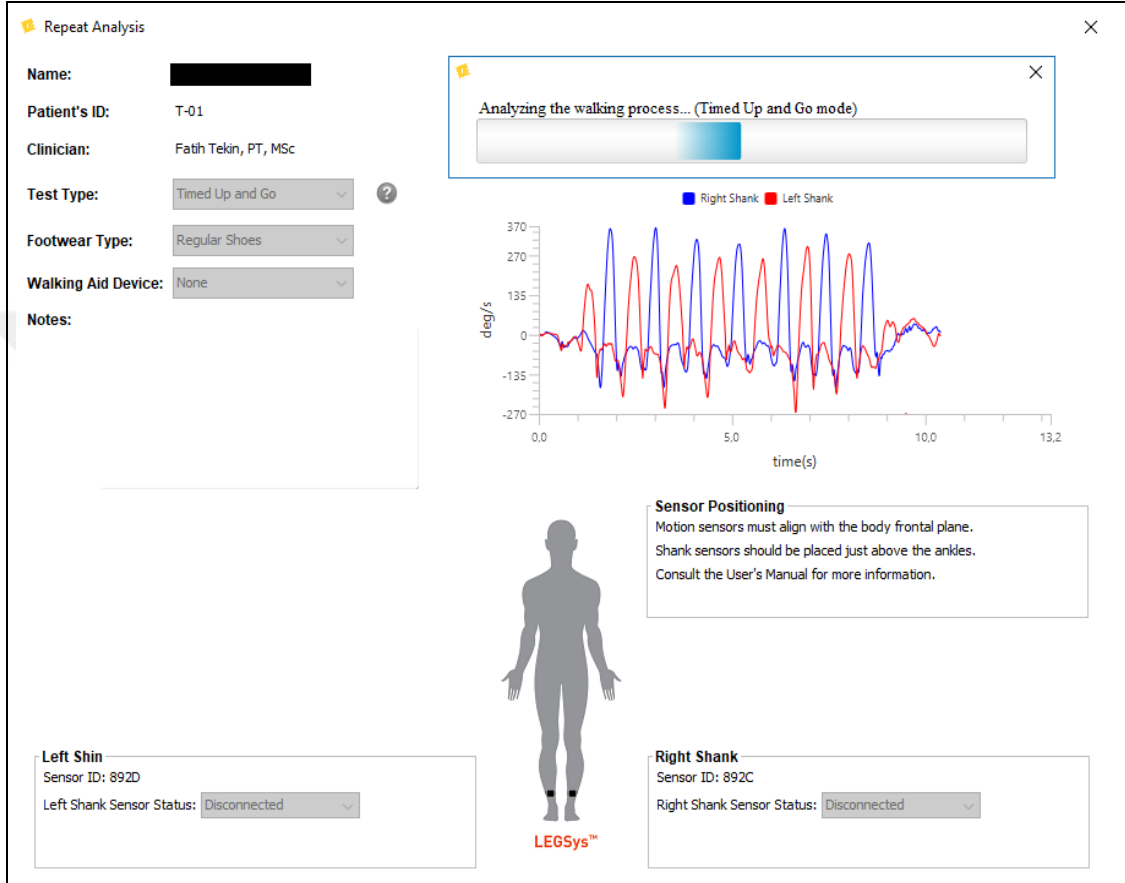 Repeat Analysis
Name:
Patient's ID: T-01
Clinician: Fatih Tekin, PT, MSc
Test Type: Timed Up and Go ?
Footwear Type: Regular Shoes
Walking Aid Device: None
Notes:
Analyzing the walking process... (Timed Up and Go mode)
Right Shank Left Shank
370
270
135
0
-135
-270
deg/s
0,0 5,0 10,0 13,2
time(s)
Sensor Positioning
Motion sensors must align with the body frontal plane.
Shank sensors should be placed just above the ankles.
Consult the User's Manual for more information.
Left Shin
Sensor ID: 892D
Left Shank Sensor Status: Disconnected
LEGSys™
Right Shank
Sensor ID: 892C
Right Shank Sensor Status: Disconnected